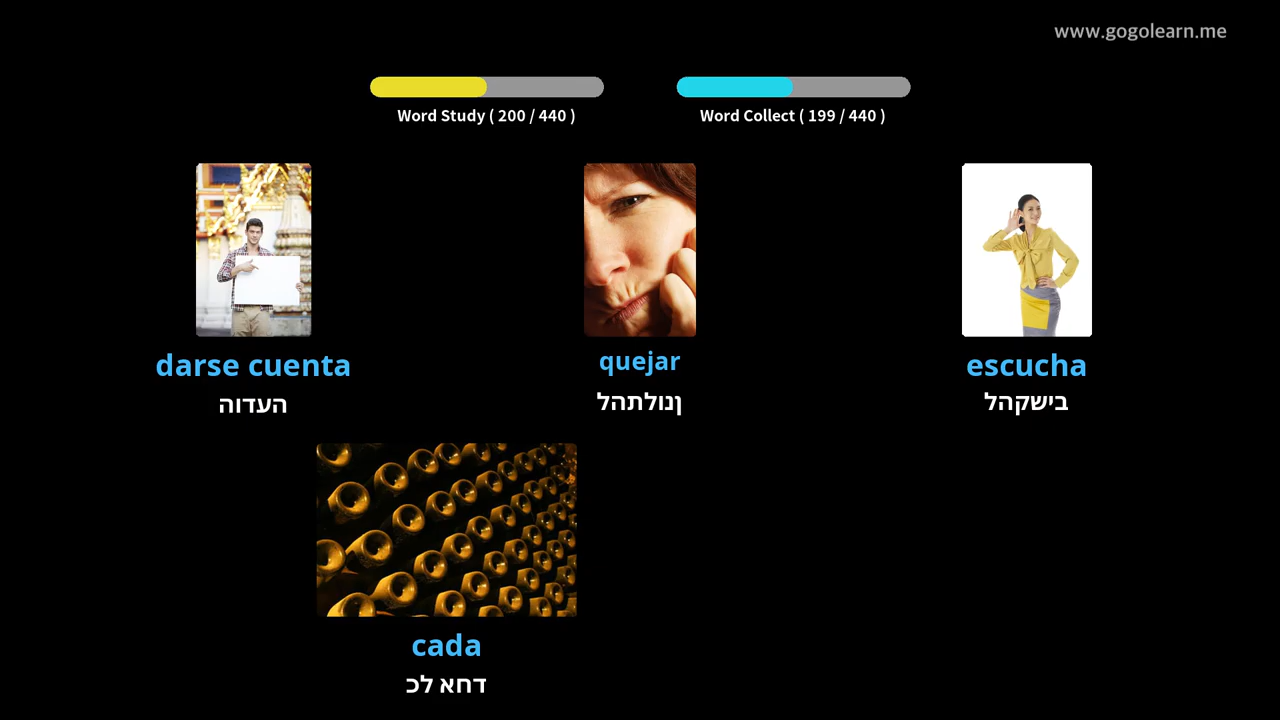 www.gogolearn.me
Word Study ( 200 / 440 )
Word Collect ( 199 / 440 )
darse cuenta
העדוה
quejar
ןנולתהל
escucha
בישקהל
cada
דחא לכ